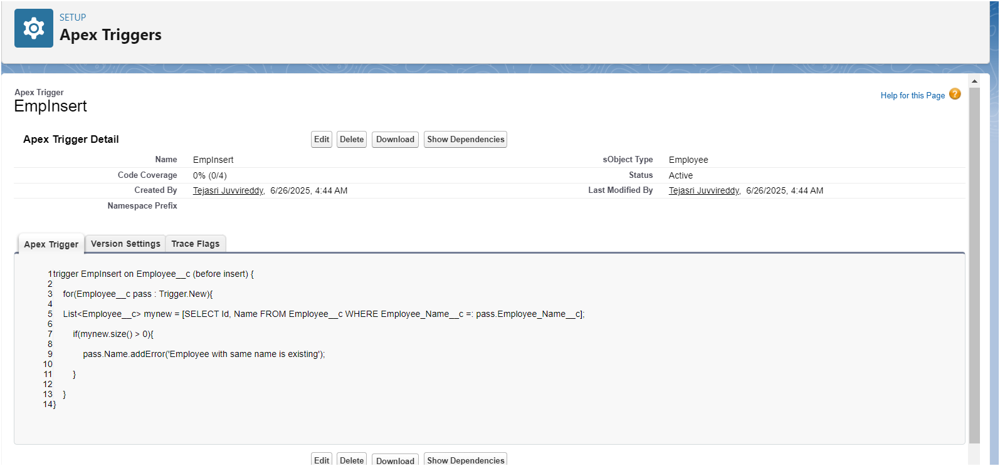 SETUP
Apex Triggers
Apex Trigger
EmpInsert
Help for this Page ?
Apex Trigger Detail
Edit Delete Download Show Dependencies
Name EmpInsert sObject Type Employee
Code Coverage 0% (0/4) Status Active
Created By Tejasri Juvvireddy, 6/26/2025, 4:44 AM Last Modified By Tejasri Juvvireddy, 6/26/2025, 4:44 AM
Namespace Prefix
Apex Trigger Version Settings Trace Flags
1 trigger EmpInsert on Employee__c (before insert) {
2
3 for(Employee__c pass : Trigger.New){
4
5 List<Employee__c> mynew = [SELECT Id, Name FROM Employee__c WHERE Employee_Name__c =: pass.Employee_Name__c];
6
7 if(mynew.size() > 0){
8
9 pass.Name.addError('Employee with same name is existing');
10
11 }
12
13 }
14 }
Edit Delete Download Show Dependencies